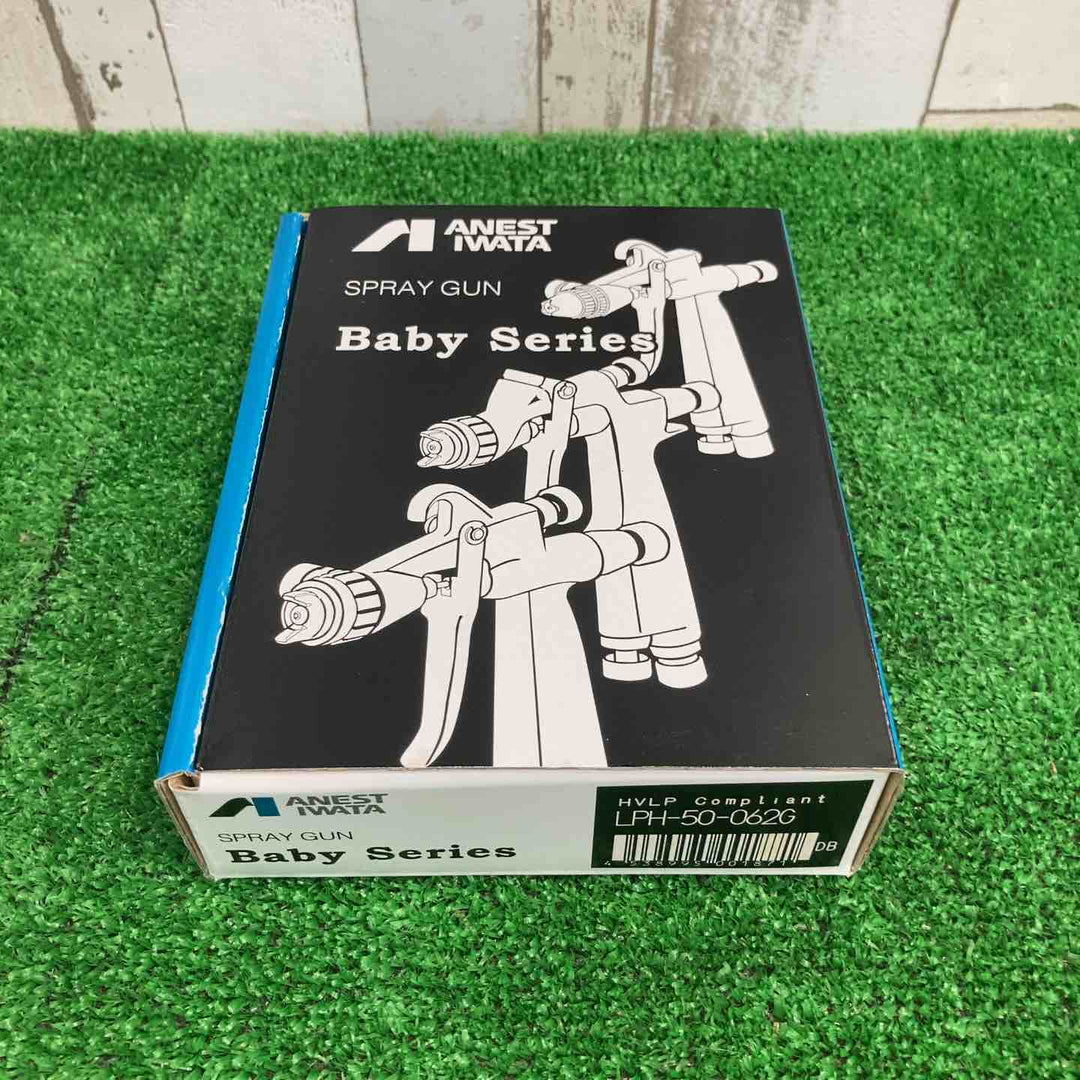 ANEST
IWATA
SPRAY GUN
Baby Series
ANEST
IWATA
SPRAY GUN
Baby Series
HVLP Compliant
LPH-50-062G
DB